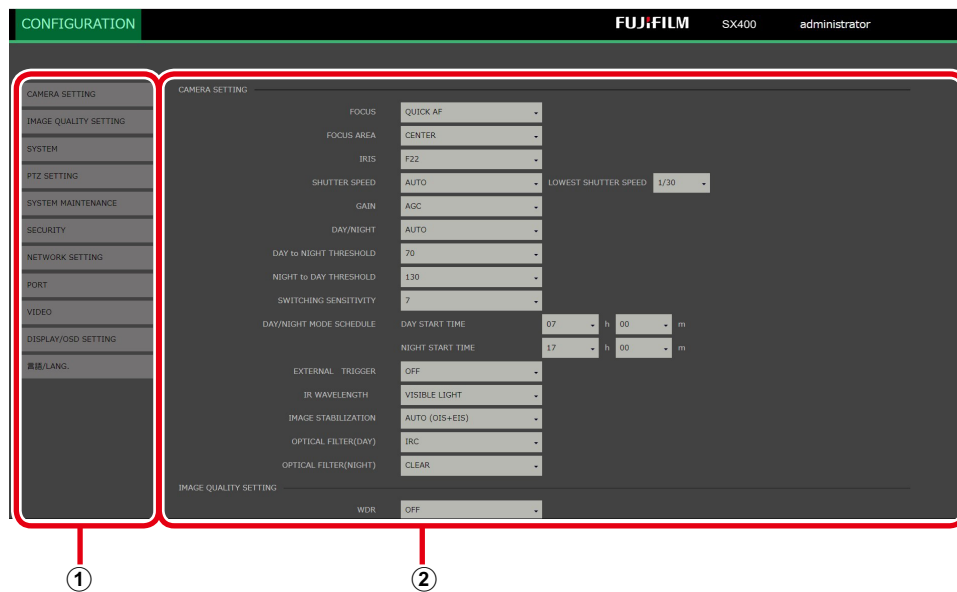 CONFIGURATION FUJIFILM SX400 administrator
CAMERA SETTING
IMAGE QUALITY SETTING
SYSTEM
PTZ SETTING
SYSTEM MAINTENANCE
SECURITY
NETWORK SETTING
PORT
VIDEO
DISPLAY/OSD SETTING
言語/LANG.
CAMERA SETTING
FOCUS QUICK AF
FOCUS AREA CENTER
IRIS F22
SHUTTER SPEED AUTO LOWEST SHUTTER SPEED 1/30
GAIN AGC
DAY/NIGHT AUTO
DAY to NIGHT THRESHOLD 70
NIGHT to DAY THRESHOLD 130
SWITCHING SENSITIVITY 7
DAY/NIGHT MODE SCHEDULE DAY START TIME 07 h 00 m
NIGHT START TIME 17 h 00 m
EXTERNAL TRIGGER OFF
IR WAVELENGTH VISIBLE LIGHT
IMAGE STABILIZATION AUTO (OIS+EIS)
OPTICAL FILTER(DAY) IRC
OPTICAL FILTER(NIGHT) CLEAR
IMAGE QUALITY SETTING
WDR OFF
1 2